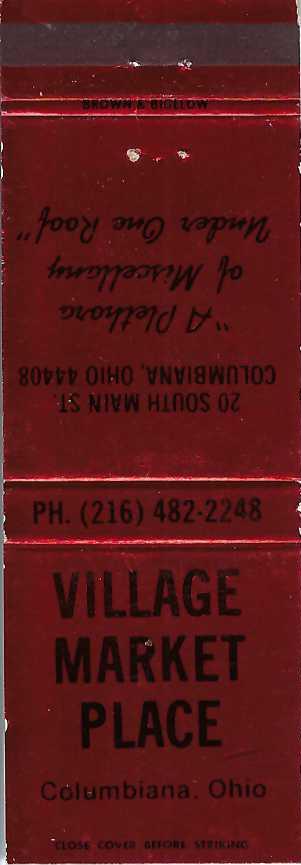 BROWN & BIGELOW
20 SOUTH MAIN ST.
COLUMBIANA, OHIO 44408
"A Plethora
of Miscellany
Under One Roof"
PH. (216) 482-2248
VILLAGE
MARKET
PLACE
Columbiana, Ohio
CLOSE COVER BEFORE STRIKING